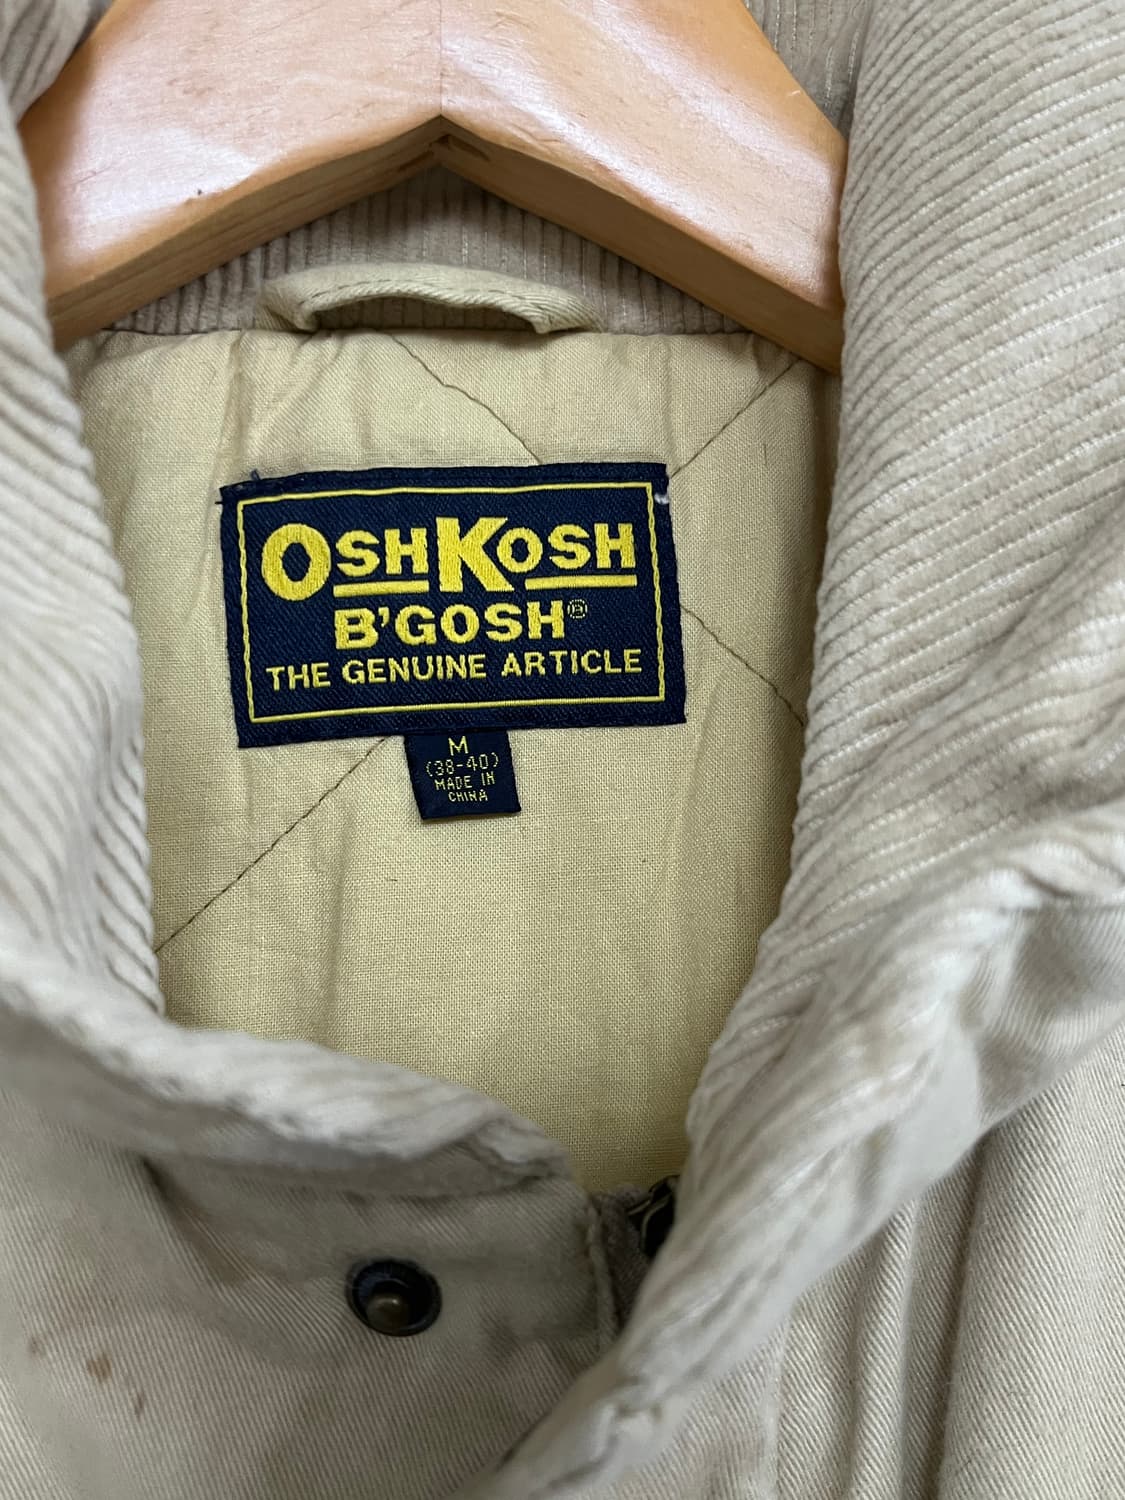 OSHKOSH
B'GOSH®
THE GENUINE ARTICLE
M
(38-40)
MADE IN
CHINA